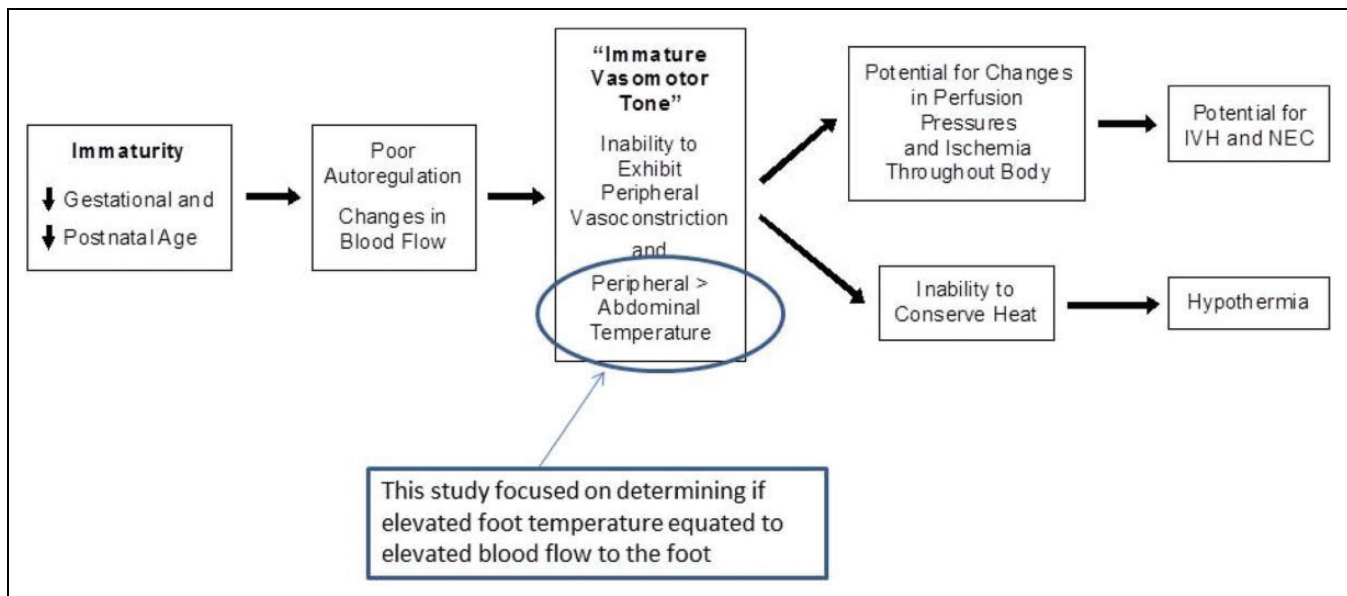 Immaturity
Gestational and
Postnatal Age
Poor
Autoregulation
Changes in
Blood Flow
“Immature
Vasomotor
Tone”
Inability to
Exhibit
Peripheral
Vasoconstriction
and
Peripheral >
Abdominal
Temperature
Potential for Changes
in Perfusion
Pressures
and Ischemia
Throughout Body
Potential for
IVH and NEC
Inability to
Conserve Heat
Hypothermia
This study focused on determining if
elevated foot temperature equated to
elevated blood flow to the foot